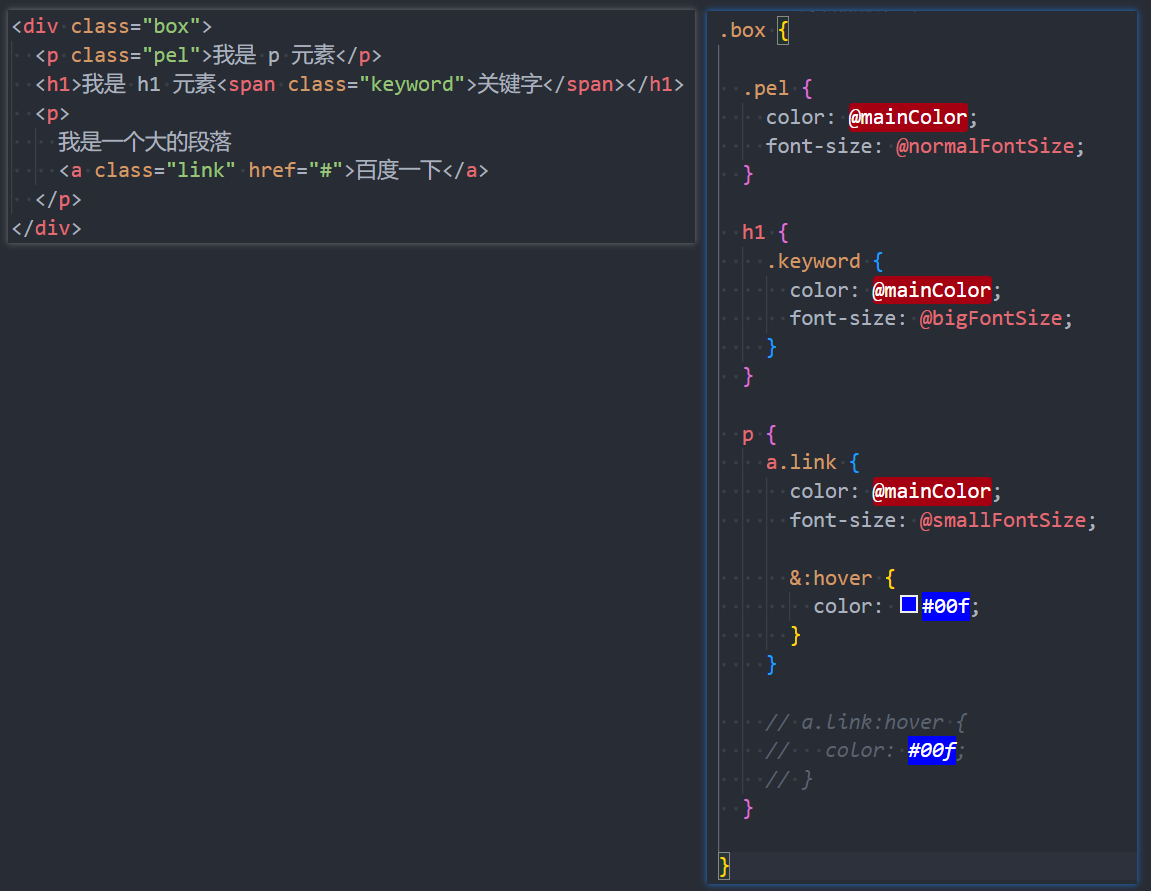 <div class="box">
  <p class="pel">我是 p 元素</p>
  <h1>我是 h1 元素<span class="keyword">关键字</span></h1>
  <p>
    我是一个大的段落
    <a class="link" href="#">百度一下</a>
  </p>
</div>
.box {
  .pel {
    color: @mainColor;
    font-size: @normalFontSize;
  }
  h1 {
    .keyword {
      color: @mainColor;
      font-size: @bigFontSize;
    }
  }
  p {
    a.link {
      color: @mainColor;
      font-size: @smallFontSize;
      &:hover {
        color: #00f;
      }
    }
    // a.link:hover {
    //   color: #00f;
    // }
  }
}